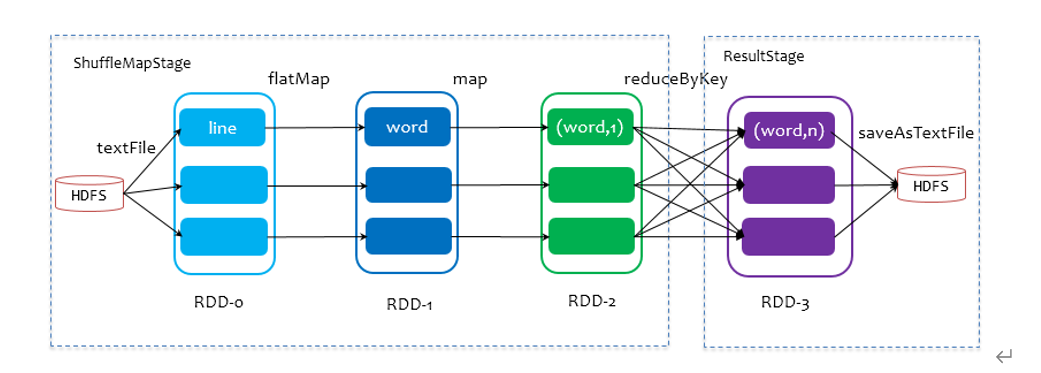 ShuffleMapStage
ResultStage
flatMap
map
reduceByKey
line
word
(word,1)
(word,n)
saveAsTextFile
textFile
HDFS
HDFS
RDD-0
RDD-1
RDD-2
RDD-3